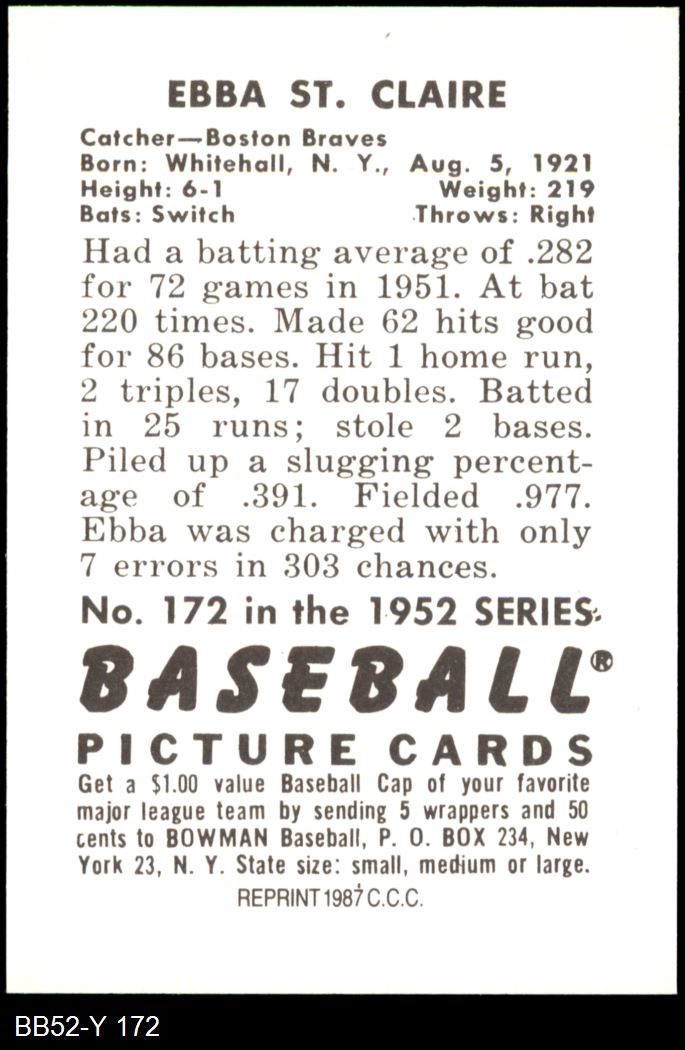 EBBA ST. CLAIRE
Catcher—Boston Braves
Born: Whitehall, N. Y., Aug. 5, 1921
Height: 6-1 Weight: 219
Bats: Switch Throws: Right
Had a batting average of .282
for 72 games in 1951. At bat
220 times. Made 62 hits good
for 86 bases. Hit 1 home run,
2 triples, 17 doubles. Batted
in 25 runs; stole 2 bases.
Piled up a slugging percent-
age of .391. Fielded .977.
Ebba was charged with only
7 errors in 303 chances.
No. 172 in the 1952 SERIES
BASEBALL®
PICTURE CARDS
Get a $1.00 value Baseball Cap of your favorite
major league team by sending 5 wrappers and 50
cents to BOWMAN Baseball, P. O. BOX 234, New
York 23, N. Y. State size: small, medium or large.
REPRINT 1987 C.C.C.
BB52-Y 172